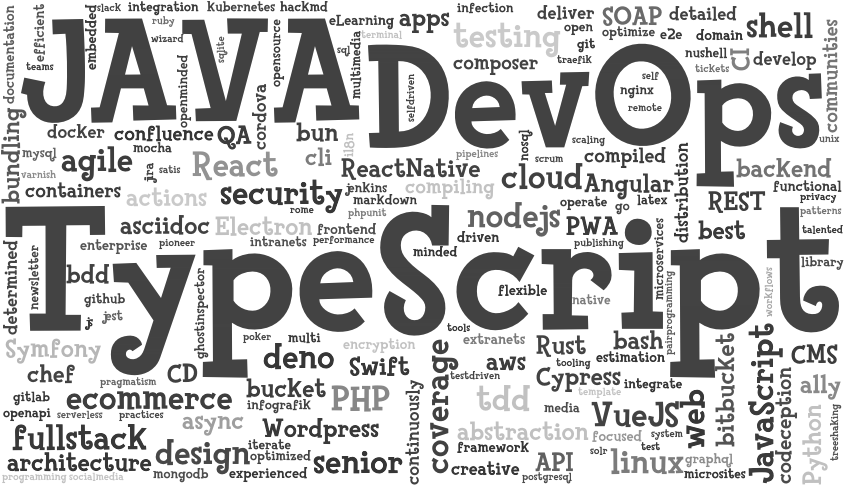 slack integration Kubernetes hackmd
ruby
wizard
eLearning apps
infection
deliver SOAP detailed
open
optimize e2e domain
shell
communities
documentation
efficient
teams
JAVA
embedded
openminded
sqlite
opensource
sql
multimedia
terminal
testing
composer
git
traefik
nushell
tickets
CI
develop
DevOps
selfdriven
self
nginx
remote
docker confluence QA
cordova
bun
i18n
pipelines
nosql
scaling
scrum
compiled
unix
bundling
mysql
varnish
agile
mocha
jira
satis
React
cli
ReactNative
cloud
Angular
distribution
backend
functional
privacy
containers
actions
security
jenkins
markdown
compiling
operate go latex
REST
patterns
rome
phpunit
asciidoc
Electron
frontend
nodejs
PWA
publishing
best
talented
enterprise
pioneer
intranets
performance
minded
driven
microservices
library
determined
newsletter
bdd
github
js
jest
TypeScript
ghostinspector
flexible
native
pairprogramming
workflows
Symfony
poker
multi
encryption
tools
extranets
Rust
bash
estimation
CMS
chef
pragmatism
CD
deno
Swift
coverage
aws
tooling
testdriven
Cypress
integrate
bitbucket
JavaScript
ally
gitlab
ecommerce
bucket
infografik
PHP
continuously
tdd
template
media
VueJS
web
codeception
Python
treeshaking
openapi
serverless
practices
async
Wordpress
abstraction
focused
system
test
fullstack
design
iterate
optimized
framework
solr
graphql
architecture
mongodb
experienced
senior
creative
API
postgresql
linux
microsites
programming
socialmedia